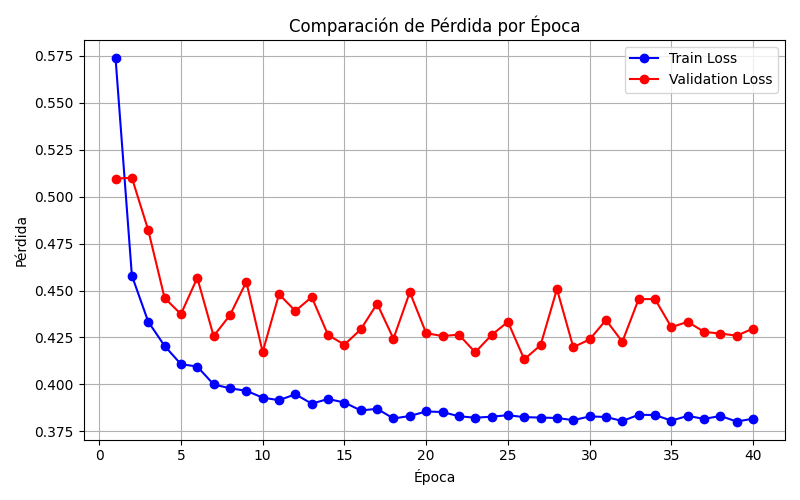 Comparación de Pérdida por Época
Train Loss
Validation Loss
Pérdida
0.575
0.550
0.525
0.500
0.475
0.450
0.425
0.400
0.375
0 5 10 15 20 25 30 35 40
Época